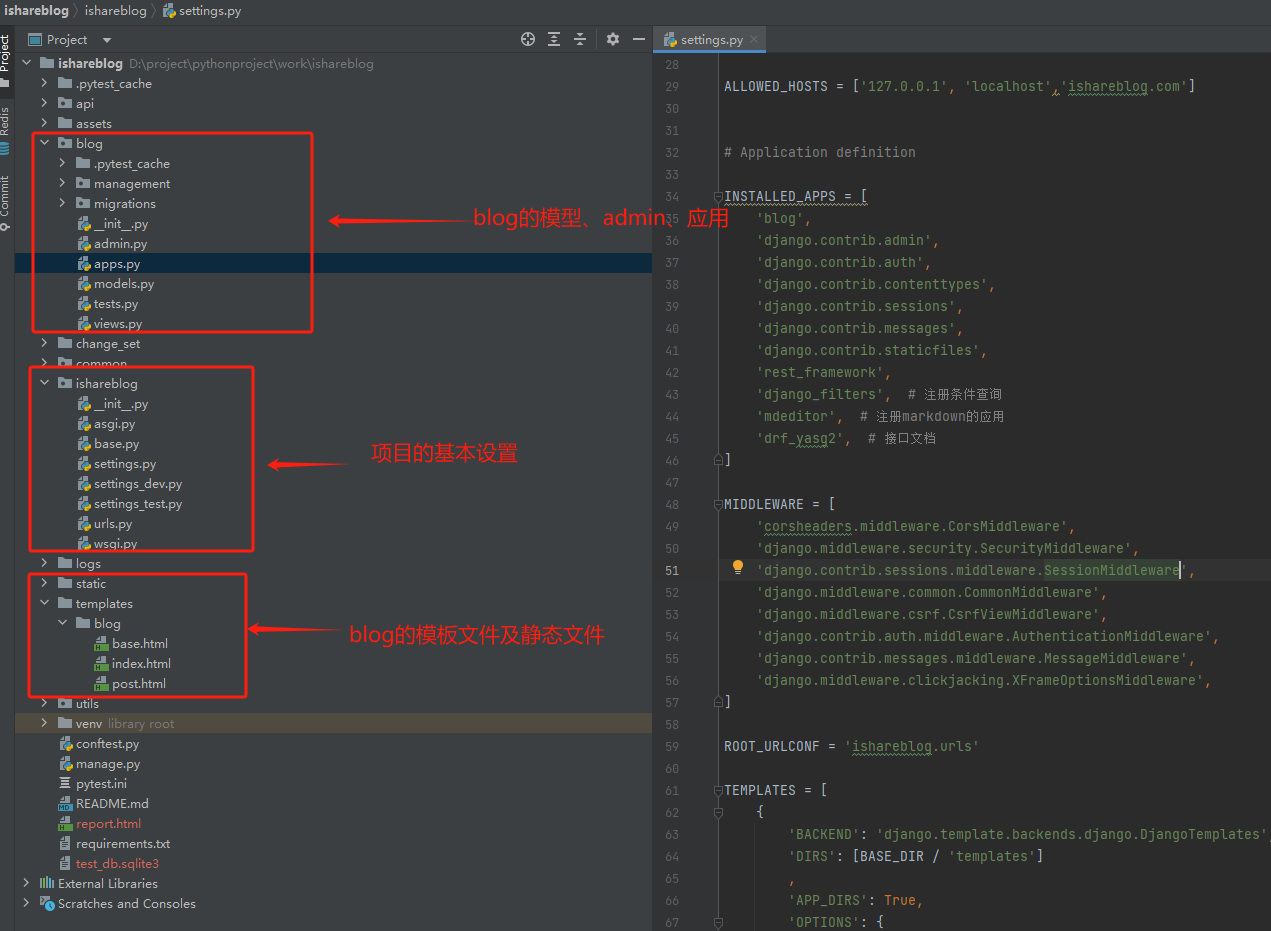 ishareblog 〉 ishareblog 〉 settings.py
Project
Redis
Commit
Project
ishareblog D:\project\pythonproject\work\ishareblog
.pytest_cache
api
assets
blog
.pytest_cache
management
migrations
__init__.py
admin.py
apps.py
models.py
tests.py
views.py
change_set
common
ishareblog
__init__.py
asgi.py
base.py
settings.py
settings_dev.py
settings_test.py
urls.py
wsgi.py
logs
static
templates
blog
base.html
index.html
post.html
utils
venv library root
conftest.py
manage.py
pytest.ini
README.md
report.html
requirements.txt
test_db.sqlite3
External Libraries
Scratches and Consoles
blog的模型、admin、应用
项目的基本设置
blog的模板文件及静态文件
settings.py
28
29 ALLOWED_HOSTS = ['127.0.0.1', 'localhost','ishareblog.com']
30
31
32 # Application definition
33
34 INSTALLED_APPS = [
35 'blog',
36 'django.contrib.admin',
37 'django.contrib.auth',
38 'django.contrib.contenttypes',
39 'django.contrib.sessions',
40 'django.contrib.messages',
41 'django.contrib.staticfiles',
42 'rest_framework',
43 'django_filters', # 注册条件查询
44 'mdeditor', # 注册markdown的应用
45 'drf_yasg2', # 接口文档
46 ]
47
48 MIDDLEWARE = [
49 'corsheaders.middleware.CorsMiddleware',
50 'django.middleware.security.SecurityMiddleware',
51 'django.contrib.sessions.middleware.SessionMiddleware',
52 'django.middleware.common.CommonMiddleware',
53 'django.middleware.csrf.CsrfViewMiddleware',
54 'django.contrib.auth.middleware.AuthenticationMiddleware',
55 'django.contrib.messages.middleware.MessageMiddleware',
56 'django.middleware.clickjacking.XFrameOptionsMiddleware',
57 ]
58
59 ROOT_URLCONF = 'ishareblog.urls'
60
61 TEMPLATES = [
62 {
63 'BACKEND': 'django.template.backends.django.DjangoTemplates',
64 'DIRS': [BASE_DIR / 'templates']
65 ,
66 'APP_DIRS': True,
67 'OPTIONS': {